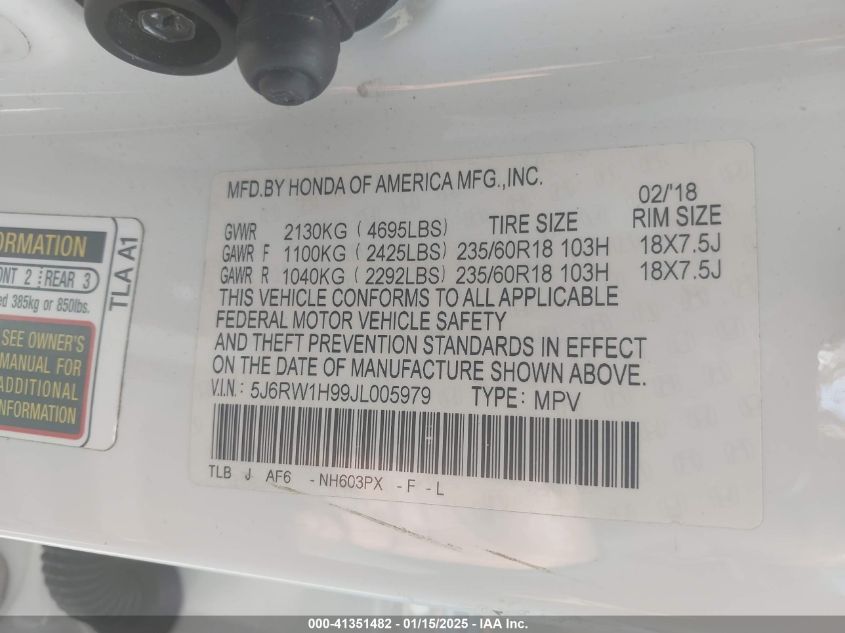 MFD.BY HONDA OF AMERICA MFG.,INC.
02/'18
GVWR 2130KG ( 4695LBS) TIRE SIZE RIM SIZE
GAWR F 1100KG ( 2425LBS) 235/60R18 103H 18X7.5J
GAWR R 1040KG ( 2292LBS) 235/60R18 103H 18X7.5J
THIS VEHICLE CONFORMS TO ALL APPLICABLE
FEDERAL MOTOR VEHICLE SAFETY
AND THEFT PREVENTION STANDARDS IN EFFECT
ON THE DATE OF MANUFACTURE SHOWN ABOVE.
V.I.N.: 5J6RW1H99JL005979 TYPE: MPV
TLB J AF6 -NH603PX -F -L
2 REAR 3
385kg or 850lbs.
SEE OWNER'S
MANUAL FOR
ADDITIONAL
INFORMATION
TLA A1
000-41351482 - 01/15/2025 - IAA Inc.